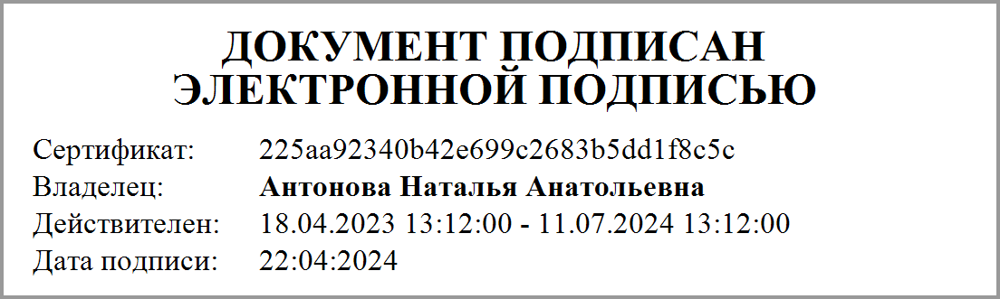 ДОКУМЕНТ ПОДПИСАН
ЭЛЕКТРОННОЙ ПОДПИСЬЮ
Сертификат: 225aa92340b42e699c2683b5dd1f8c5c
Владелец: Антонова Наталья Анатольевна
Действителен: 18.04.2023 13:12:00 - 11.07.2024 13:12:00
Дата подписи: 22:04:2024